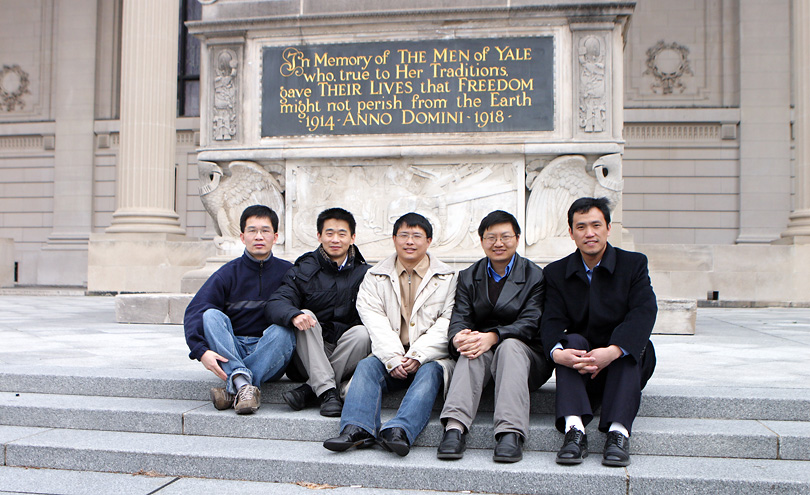 In Memory of THE MEN of YALE
who, true to Her Traditions,
gave THEIR LIVES that FREEDOM
might not perish from the Earth
-1914-ANNO DOMINI-1918-